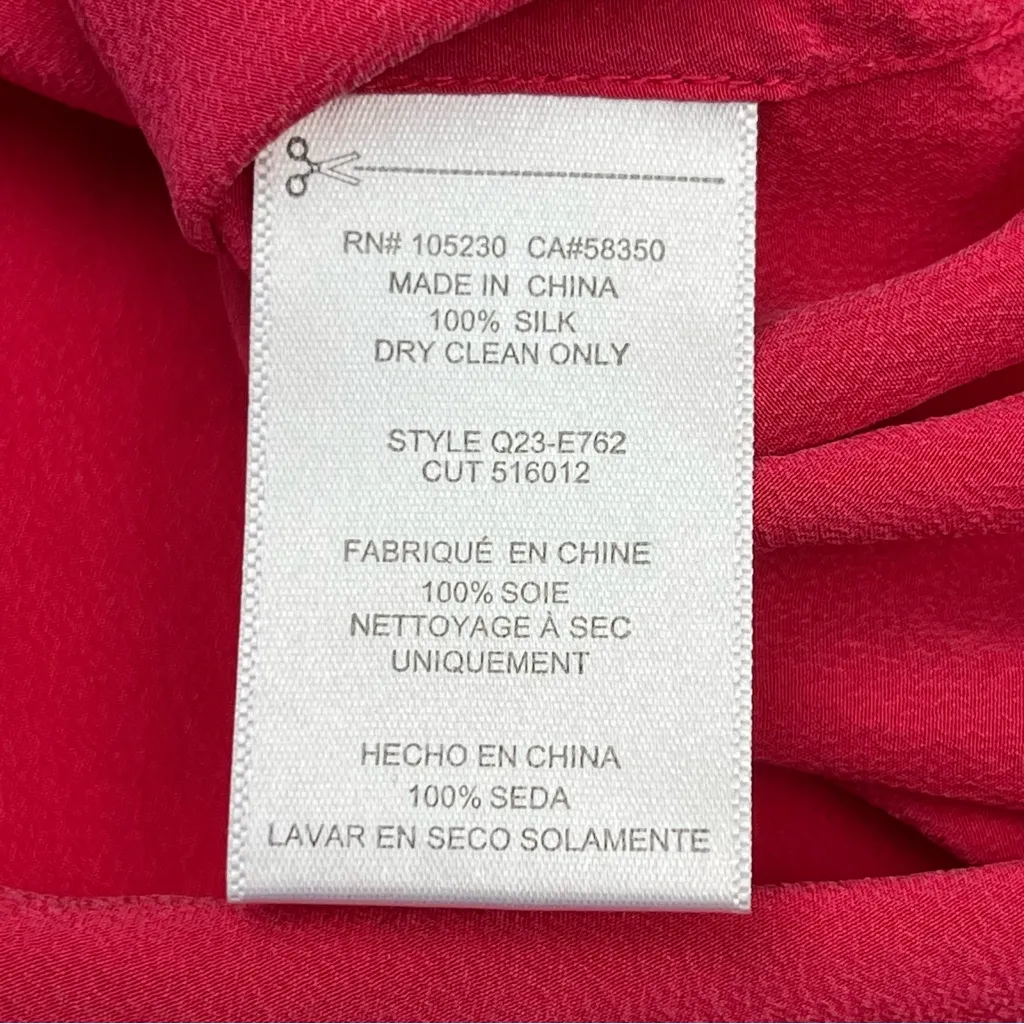 RN# 105230 CA#58350
MADE IN CHINA
100% SILK
DRY CLEAN ONLY
STYLE Q23-E762
CUT 516012
FABRIQUÉ EN CHINE
100% SOIE
NETTOYAGE À SEC
UNIQUEMENT
HECHO EN CHINA
100% SEDA
LAVAR EN SECO SOLAMENTE